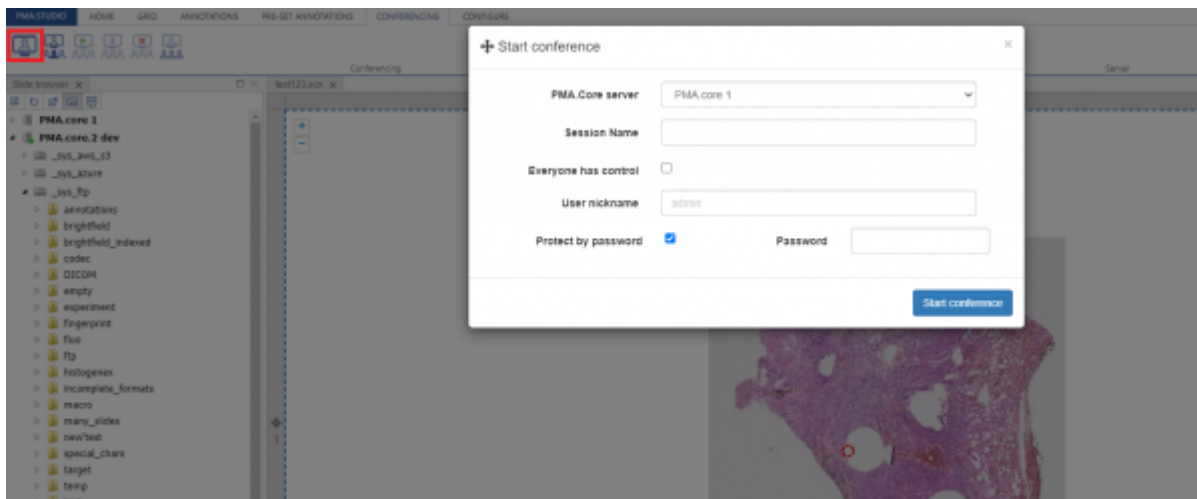 PMA.STUDIO HOME GRID ANNOTATIONS PRE-SET ANNOTATIONS CONFERENCING CONFIGURE
Conferencing
Server
Slide browser
test123.scn
PMA.core 1
PMA.core.2 dev
_sys_aws_s3
_sys_azure
_sys_ftp
annotations
brightfield
brightfield_indexed
codec
DICOM
empty
experiment
fingerprint
fluo
ftp
histogenex
incomplete_formats
macro
many_slides
new'text
special_chars
target
temp
1
Start conference
PMA.Core server PMA.core 1
Session Name
Everyone has control
User nickname admin
Protect by password Password
Start conference